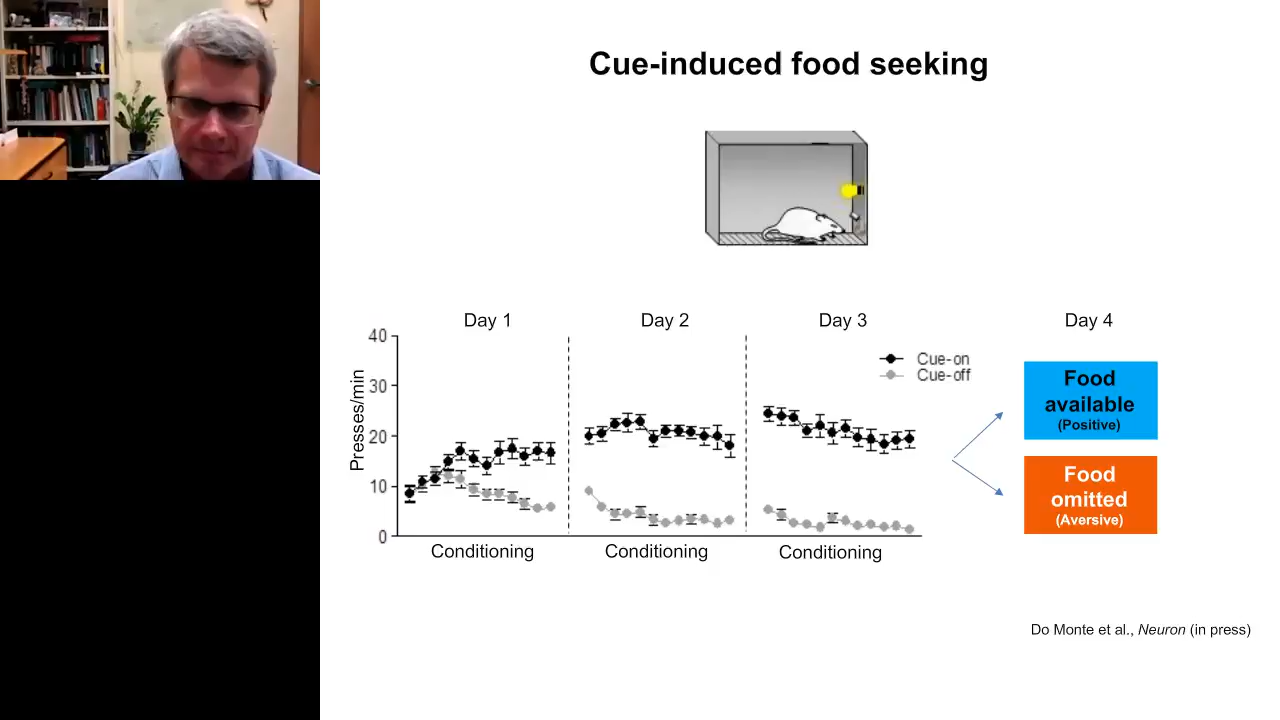 Cue-induced food seeking
Day 1
Day 2
Day 3
Day 4
40
30
20
10
0
Presses/min
Cue-on
Cue-off
Conditioning
Conditioning
Conditioning
Food
available
(Positive)
Food
omitted
(Aversive)
Do Monte et al., Neuron (in press)